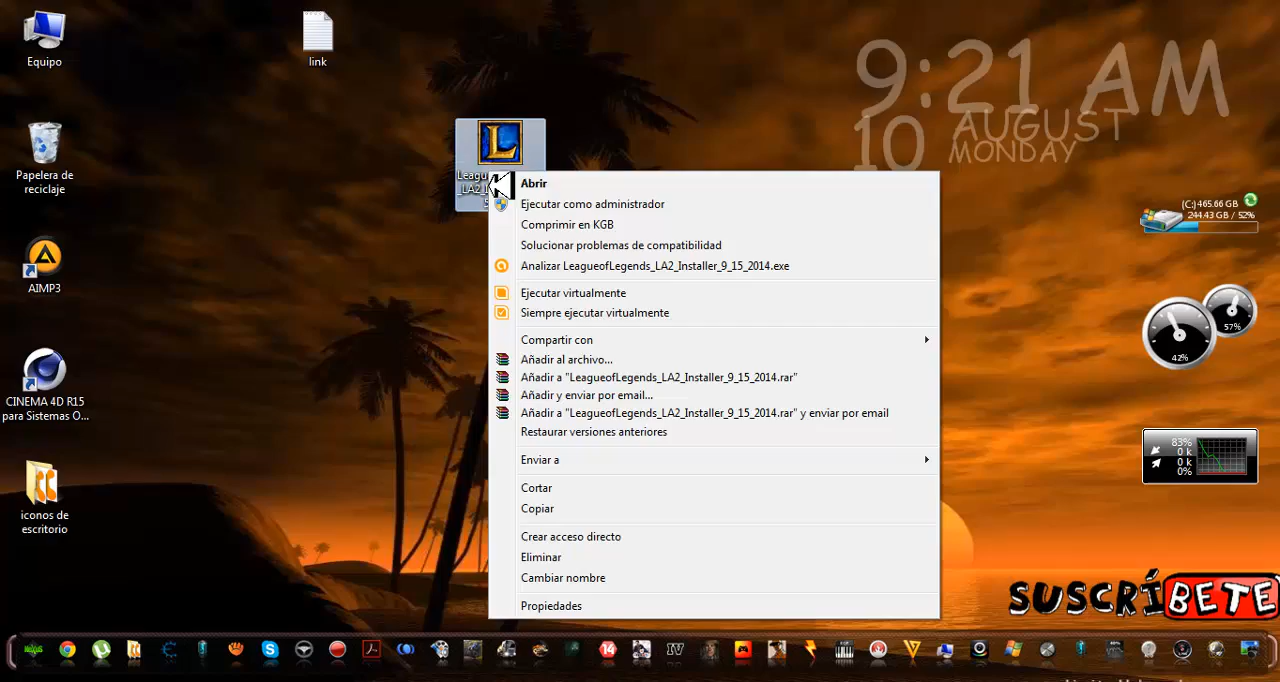 Equipo
link
9:21 AM
10 AUGUST
MONDAY
Papelera de
reciclaje
AIMP3
CINEMA 4D R15
para Sistemas O...
iconos de
escritorio
L
Leagu
_LA2_I
Abrir
Ejecutar como administrador
Comprimir en KGB
Solucionar problemas de compatibilidad
Analizar LeagueofLegends_LA2_Installer_9_15_2014.exe
Ejecutar virtualmente
Siempre ejecutar virtualmente
Compartir con
Añadir al archivo...
Añadir a "LeagueofLegends_LA2_Installer_9_15_2014.rar"
Añadir y enviar por email...
Añadir a "LeagueofLegends_LA2_Installer_9_15_2014.rar" y enviar por email
Restaurar versiones anteriores
Enviar a
Cortar
Copiar
Crear acceso directo
Eliminar
Cambiar nombre
Propiedades
(C:)465.66 GB
244.43 GB / 52%
57%
42%
83%
0 k
0 k
0%
SUSCRÍBETE
14
IV